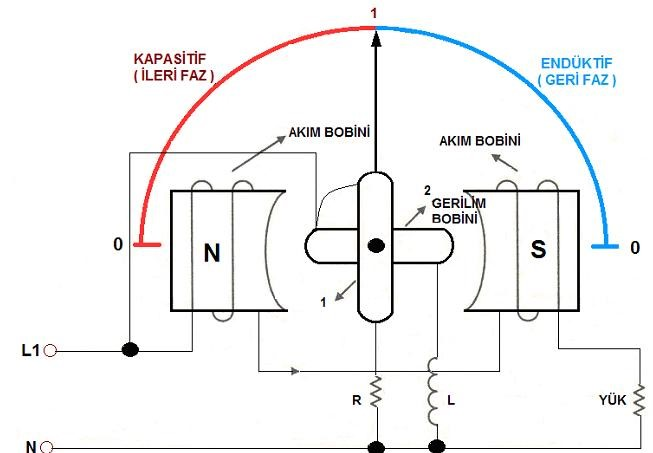 1
KAPASİTİF
( İLERİ FAZ )
ENDÜKTİF
( GERİ FAZ )
AKIM BOBİNİ
AKIM BOBİNİ
2
GERİLIM
BOBİNİ
0
N
S
0
1
L1
R
L
YÜK
N